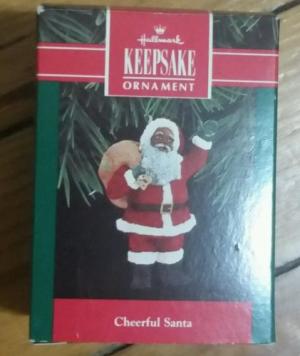 Hallmark
KEEPSAKE
ORNAMENT
Cheerful Santa